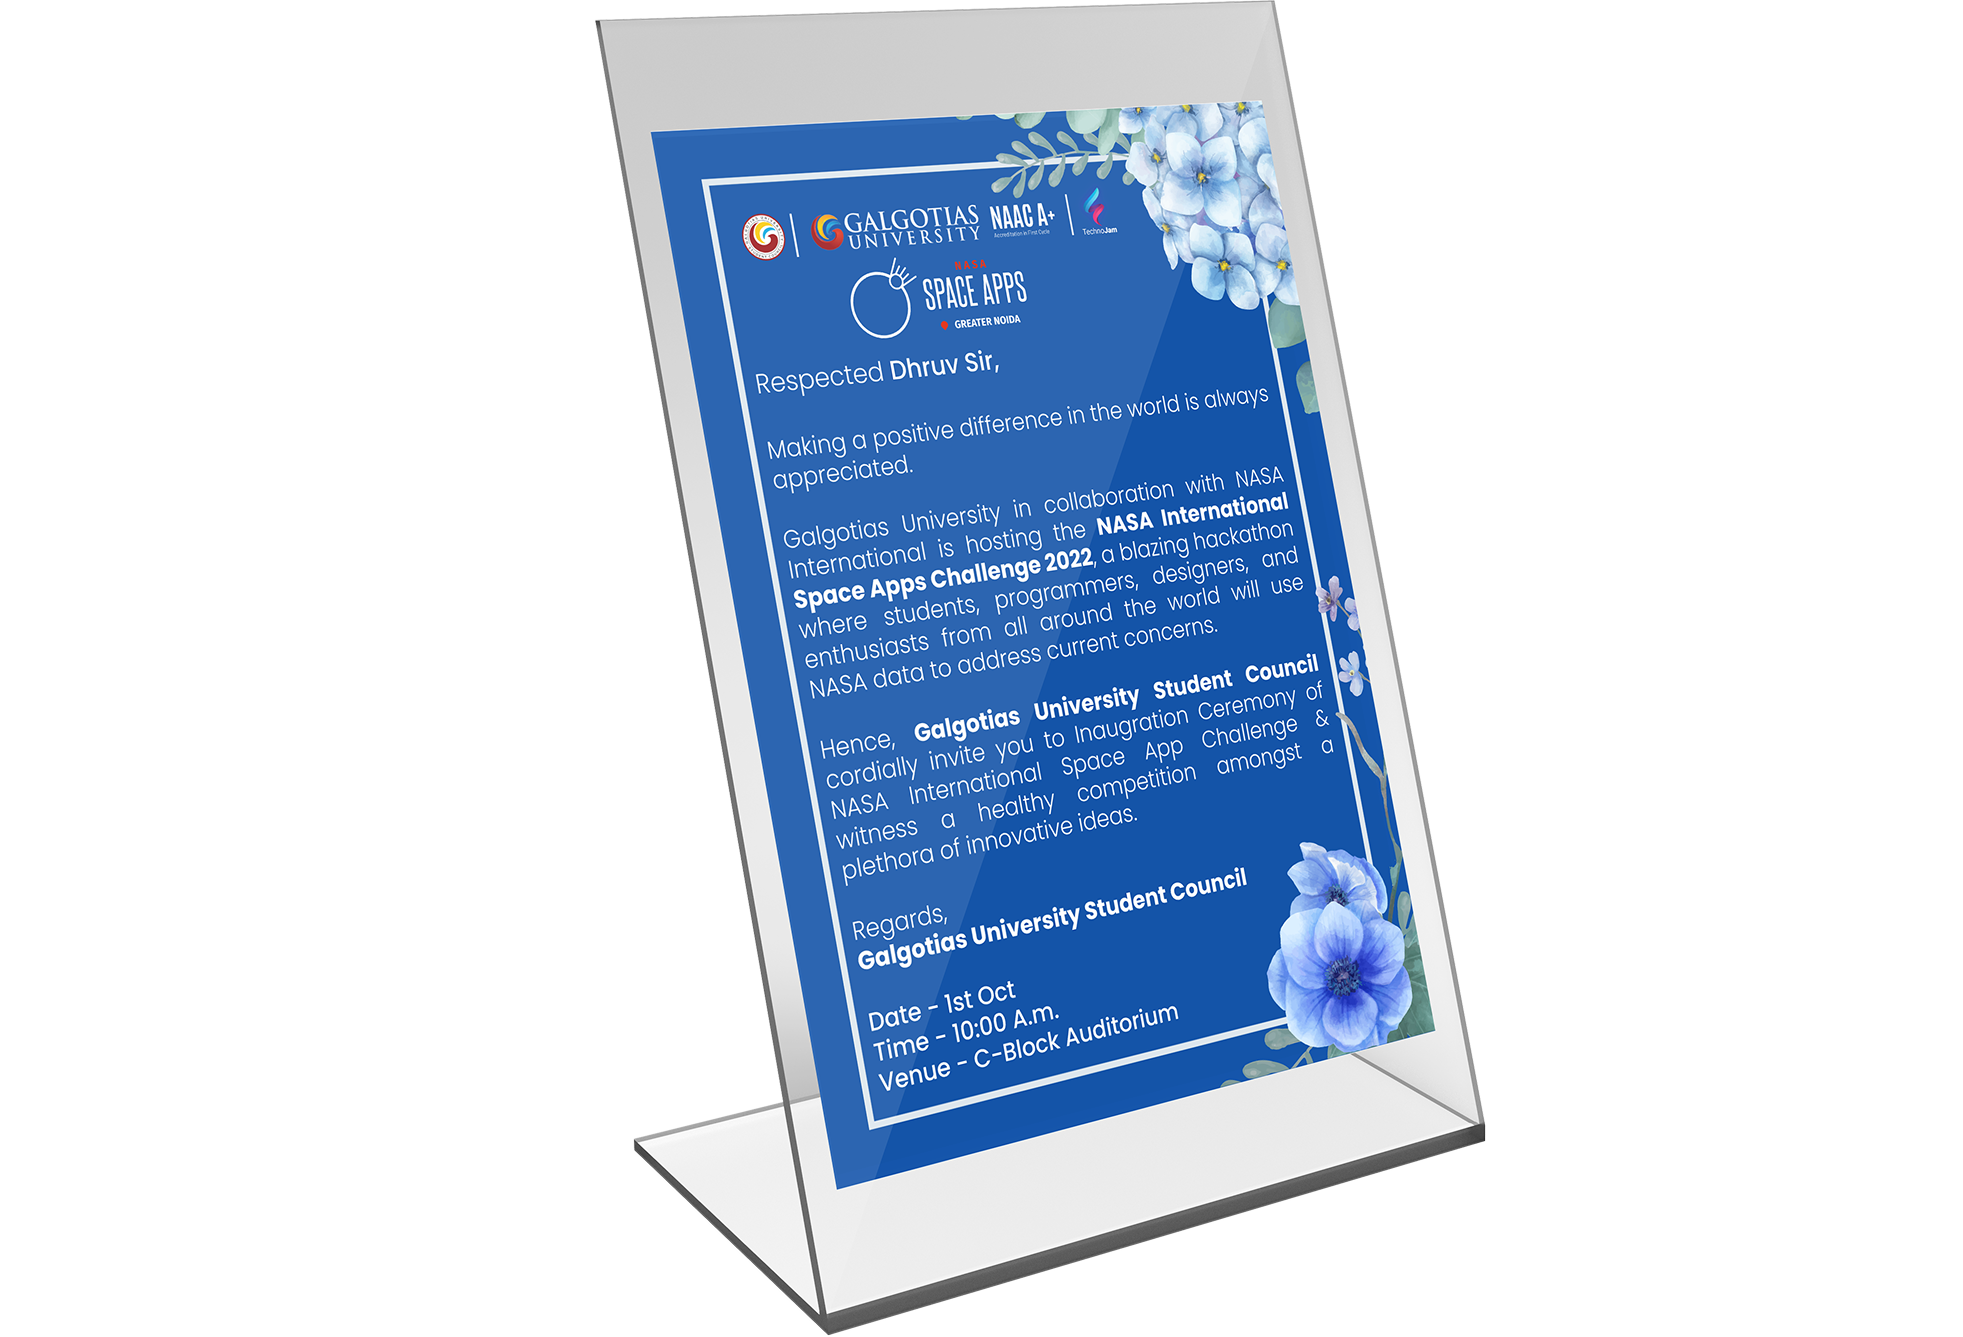 GALGOTIAS
UNIVERSITY
NAAC A+
Accreditation in First Cycle
TechnoJam
NASA
SPACE APPS
GREATER NOIDA
Respected Dhruv Sir,
Making a positive difference in the world is always
appreciated.
Galgotias University in collaboration with NASA
International is hosting the NASA International
Space Apps Challenge 2022, a blazing hackathon
where students, programmers, designers, and
enthusiasts from all around the world will use
NASA data to address current concerns.
Hence, Galgotias University Student Council
cordially invite you to Inaugration Ceremony of
NASA International Space App Challenge &
witness a healthy competition amongst a
plethora of innovative ideas.
Regards,
Galgotias University Student Council
Date - 1st Oct
Time - 10:00 A.m.
Venue - C-Block Auditorium